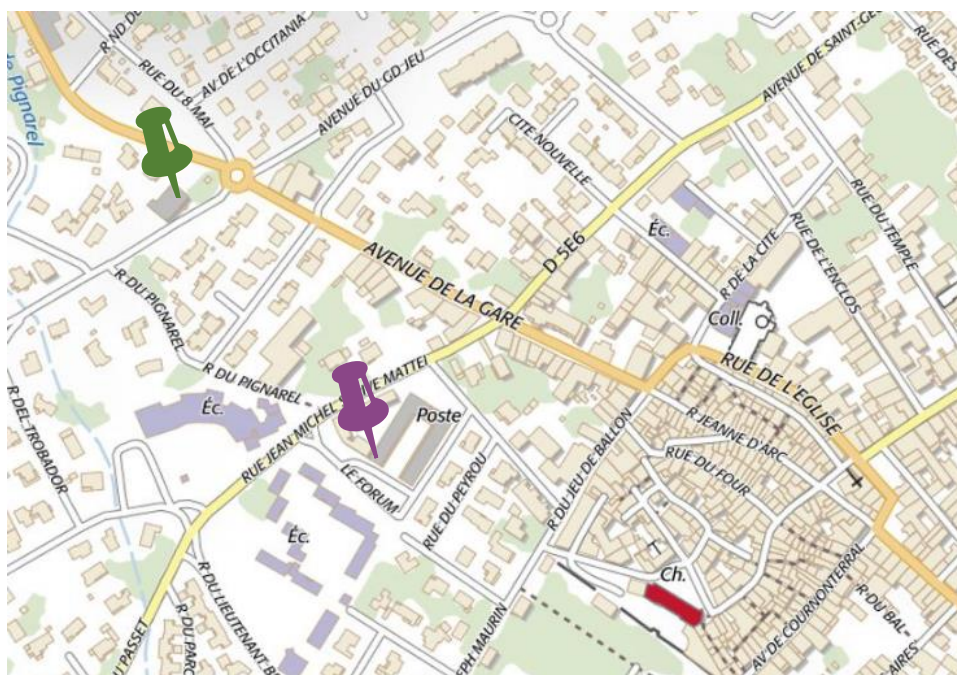 R ND DE
AV DE L'OCCITANIA
RUE DU 8 MAI
AVENUE DU GD JEU
AVENUE DE SAINT-GE
RUE DES
de Pignarel
CITE NOUVELLE
Éc.
D 5E6
R DE LA CITE
RUE DE L'ENCLOS
RUE DU TEMPLE
AVENUE DE LA GARE
R DU PIGNAREL
Coll.
RUE DE L'EGLISE
R DU PIGNAREL
RUE JEAN MICHEL
E MATTEI
Éc.
Poste
R DEL TROBADOR
LE FORUM
RUE DU PEYROU
R DU JEU DE BALLON
R JEANNE D'ARC
RUE DU FOUR
Éc.
Ch.
R DU LIEUTENANT B
R DU PARC
U PASSET
EPH MAURIN
AV DE COURNONTERRAL
R DU BAL
AIRES